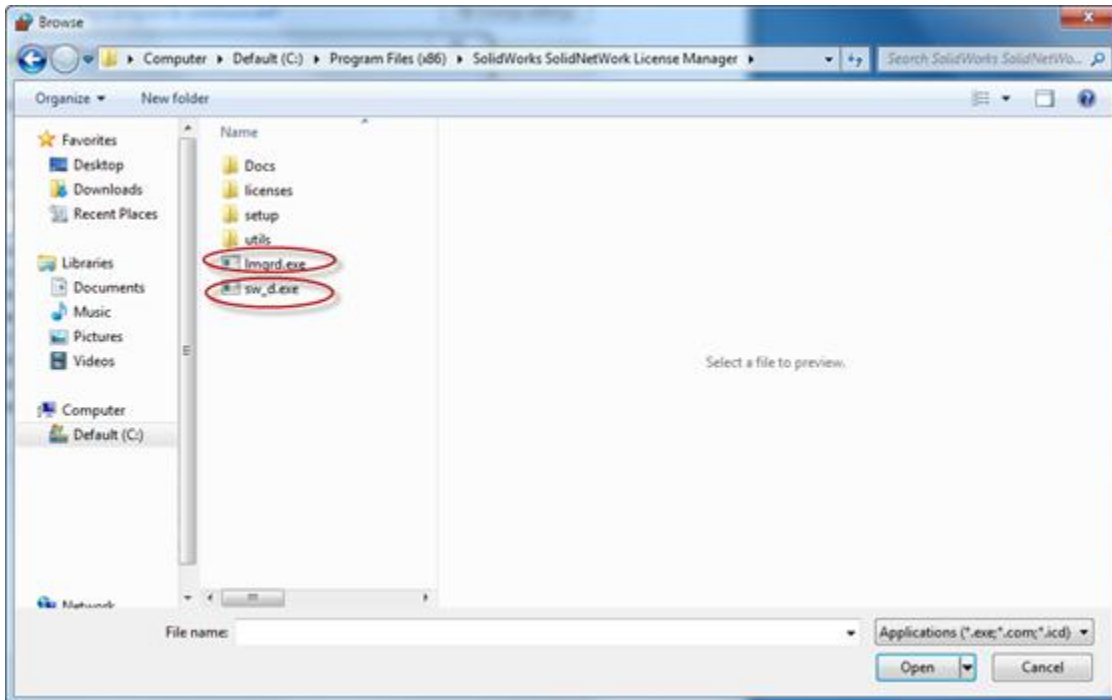 Browse
Computer ▸ Default (C:) ▸ Program Files (x86) ▸ SolidWorks SolidNetWork License Manager ▸
Search SolidWorks SolidNetWo...
Organize New folder
Name
Favorites
Desktop
Downloads
Recent Places
Libraries
Documents
Music
Pictures
Videos
Computer
Default (C:)
Network
Docs
licenses
setup
utils
lmgrd.exe
sw_d.exe
Select a file to preview.
File name:
Applications (*.exe;*.com;*.icd)
Open Cancel